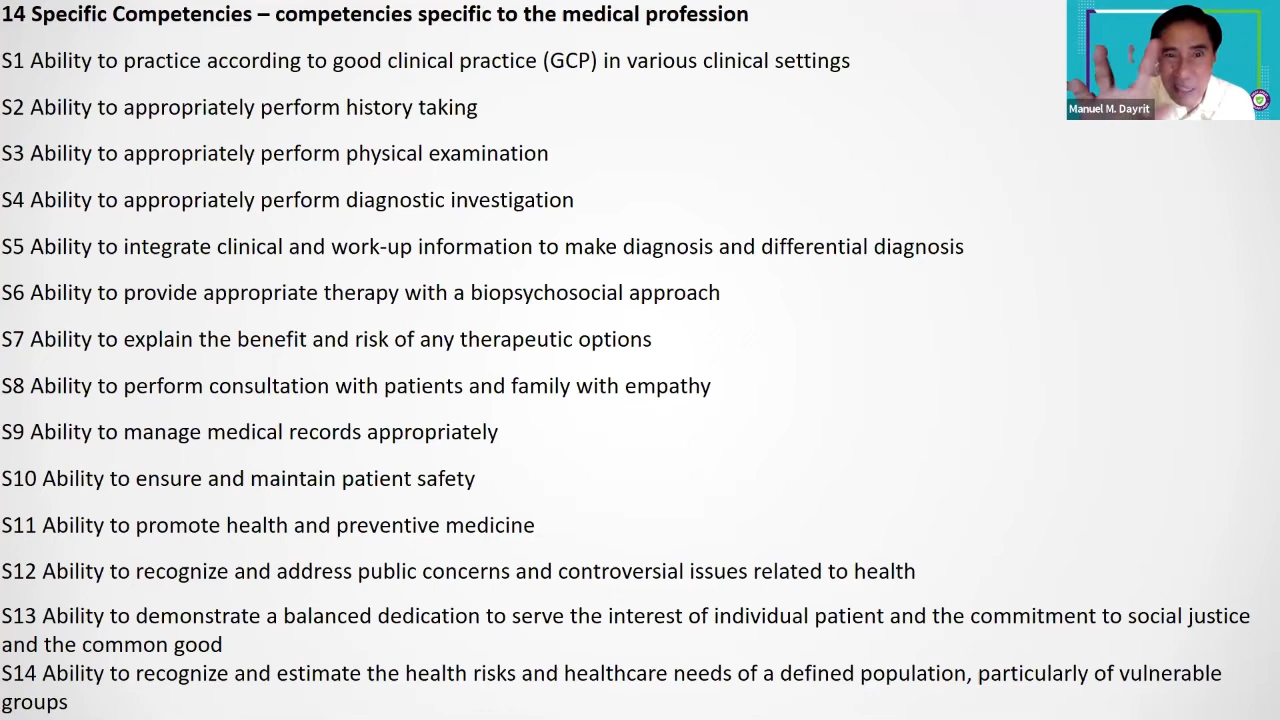 14 Specific Competencies – competencies specific to the medical profession
S1 Ability to practice according to good clinical practice (GCP) in various clinical settings
S2 Ability to appropriately perform history taking
S3 Ability to appropriately perform physical examination
S4 Ability to appropriately perform diagnostic investigation
S5 Ability to integrate clinical and work-up information to make diagnosis and differential diagnosis
S6 Ability to provide appropriate therapy with a biopsychosocial approach
S7 Ability to explain the benefit and risk of any therapeutic options
S8 Ability to perform consultation with patients and family with empathy
S9 Ability to manage medical records appropriately
S10 Ability to ensure and maintain patient safety
S11 Ability to promote health and preventive medicine
S12 Ability to recognize and address public concerns and controversial issues related to health
S13 Ability to demonstrate a balanced dedication to serve the interest of individual patient and the commitment to social justice
and the common good
S14 Ability to recognize and estimate the health risks and healthcare needs of a defined population, particularly of vulnerable
groups
Manuel M. Dayrit